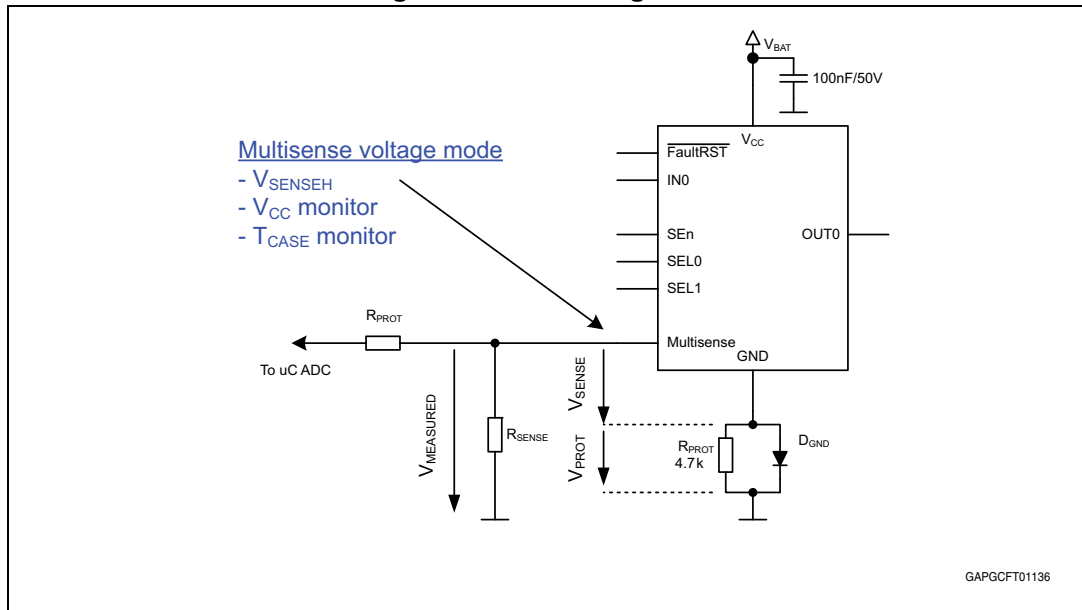 V_BAT
100nF/50V
V_CC
Multisense voltage mode
- V_SENSEH
- V_CC monitor
- T_CASE monitor
FaultRST
IN0
SEn
SEL0
SEL1
OUT0
Multisense
GND
R_PROT
To uC ADC
V_MEASURED
R_SENSE
V_SENSE
V_PROT
R_PROT
4.7k
D_GND
GAPGCFT01136